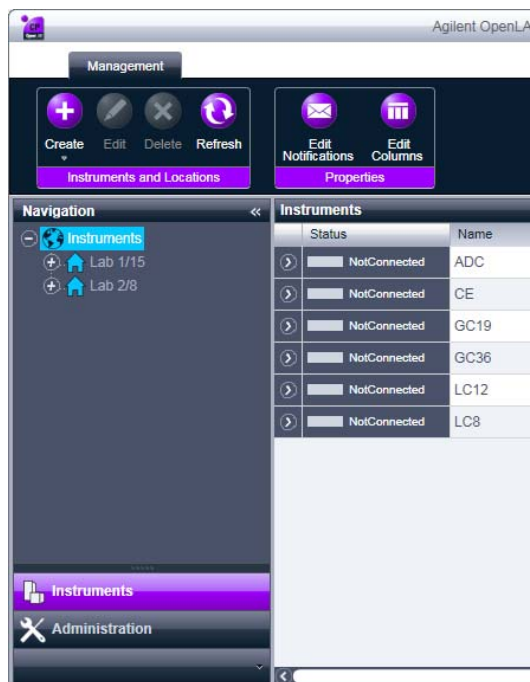 Agilent OpenLA
Management
Create Edit Delete Refresh
Instruments and Locations
Edit Notifications
Edit Columns
Properties
Navigation «
Instruments
Lab 1/15
Lab 2/8
Instruments
Administration
Instruments
Status Name
NotConnected ADC
NotConnected CE
NotConnected GC19
NotConnected GC36
NotConnected LC12
NotConnected LC8